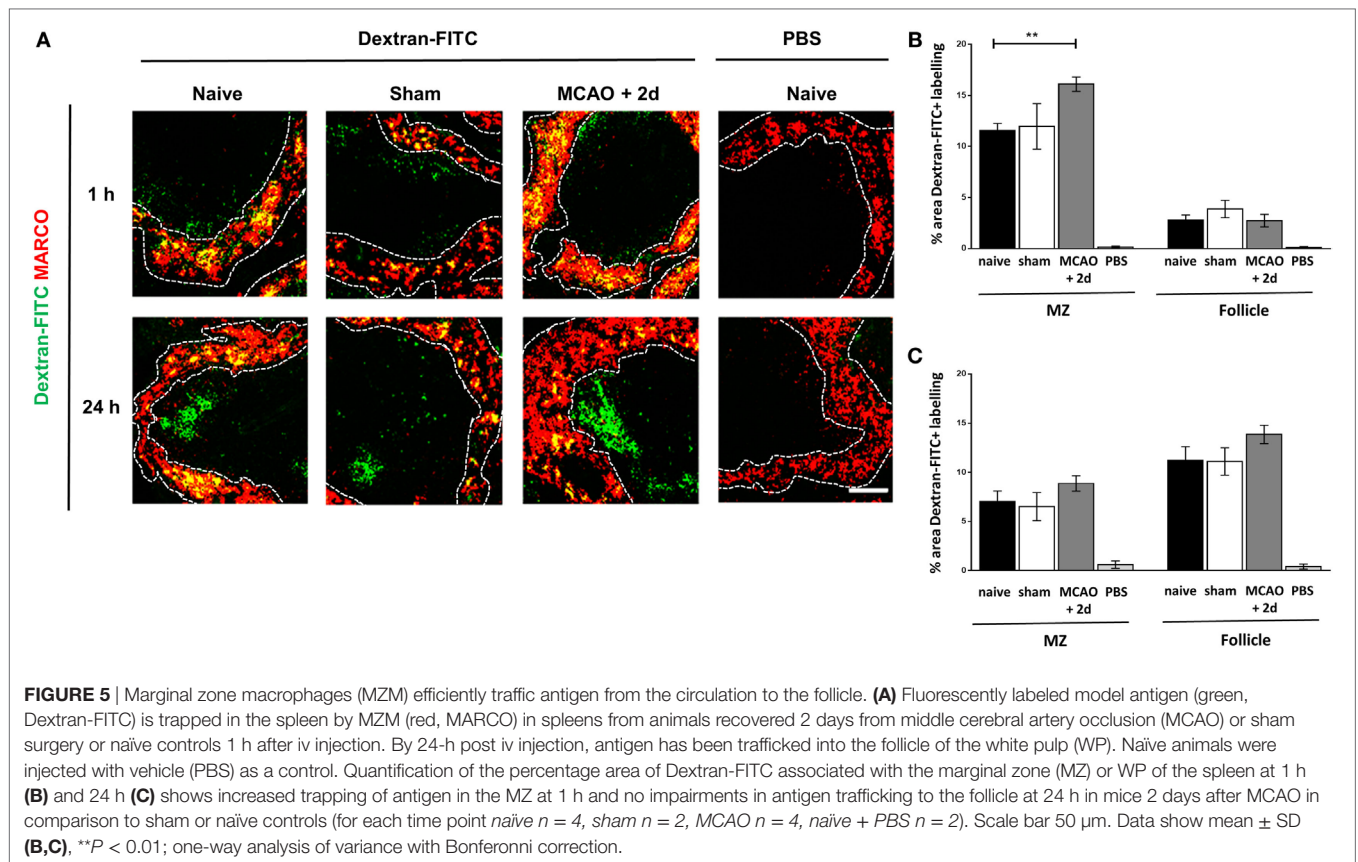 A
Dextran-FITC
PBS
Naive
Sham
MCAO + 2d
Naive
Dextran-FITC MARCO
1 h
24 h
B
% area Dextran-FITC+ labelling
20
15
10
5
0
**
naive
sham
MCAO + 2d
PBS
naive
sham
MCAO + 2d
PBS
MZ
Follicle
C
% area Dextran-FITC+ labelling
20
15
10
5
0
naive
sham
MCAO + 2d
PBS
naive
sham
MCAO + 2d
PBS
MZ
Follicle
FIGURE 5 | Marginal zone macrophages (MZM) efficiently traffic antigen from the circulation to the follicle. (A) Fluorescently labeled model antigen (green,
Dextran-FITC) is trapped in the spleen by MZM (red, MARCO) in spleens from animals recovered 2 days from middle cerebral artery occlusion (MCAO) or sham
surgery or naïve controls 1 h after iv injection. By 24-h post iv injection, antigen has been trafficked into the follicle of the white pulp (WP). Naïve animals were
injected with vehicle (PBS) as a control. Quantification of the percentage area of Dextran-FITC associated with the marginal zone (MZ) or WP of the spleen at 1 h
(B) and 24 h (C) shows increased trapping of antigen in the MZ at 1 h and no impairments in antigen trafficking to the follicle at 24 h in mice 2 days after MCAO in
comparison to sham or naïve controls (for each time point naïve n = 4, sham n = 2, MCAO n = 4, naïve + PBS n = 2). Scale bar 50 µm. Data show mean ± SD
(B,C), **P < 0.01; one-way analysis of variance with Bonferonni correction.